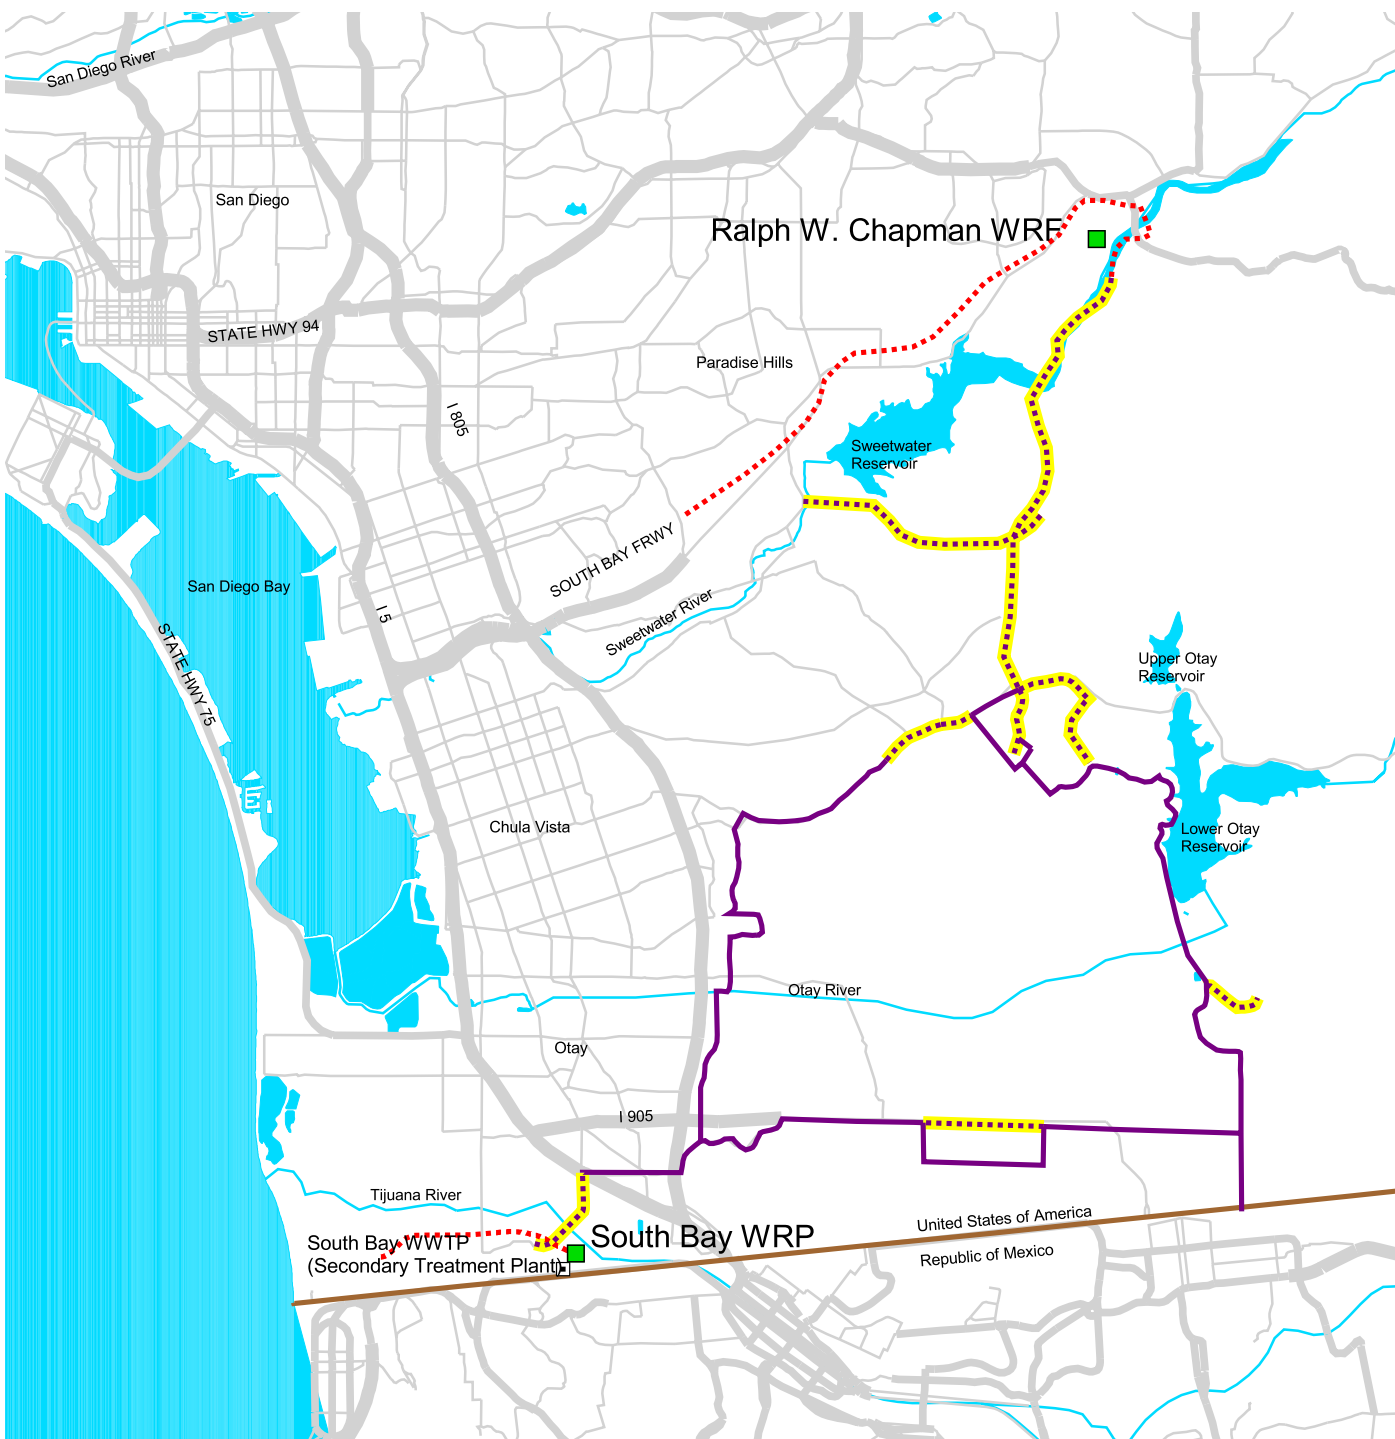 San Diego River
San Diego
Ralph W. Chapman WRF
STATE HWY 94
Paradise Hills
I 805
Sweetwater
Reservoir
SOUTH BAY FRWY
San Diego Bay
I 5
Sweetwater River
STATE HWY 75
Upper Otay
Reservoir
Chula Vista
Lower Otay
Reservoir
Otay River
Otay
I 905
Tijuana River
United States of America
South Bay WRP
South Bay WWTP
(Secondary Treatment Plant)
Republic of Mexico